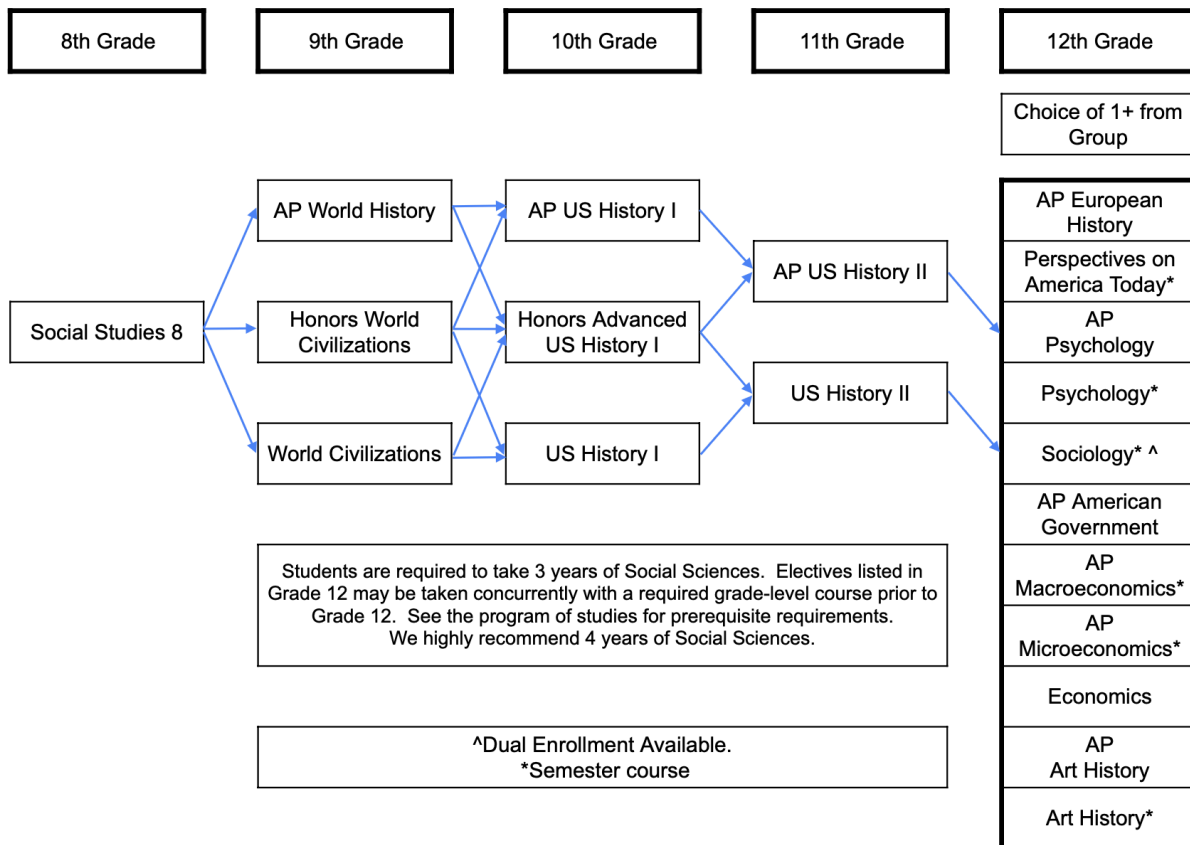 8th Grade
9th Grade
10th Grade
11th Grade
12th Grade
Choice of 1+ from
Group
Social Studies 8
AP World History
Honors World
Civilizations
World Civilizations
AP US History I
Honors Advanced
US History I
US History I
AP US History II
US History II
AP European
History
Perspectives on
America Today*
AP
Psychology
Psychology*
Sociology* ^
AP American
Government
AP
Macroeconomics*
AP
Microeconomics*
Economics
AP
Art History
Art History*
Students are required to take 3 years of Social Sciences.  Electives listed in
Grade 12 may be taken concurrently with a required grade-level course prior to
Grade 12.  See the program of studies for prerequisite requirements.
We highly recommend 4 years of Social Sciences.
^Dual Enrollment Available.
*Semester course